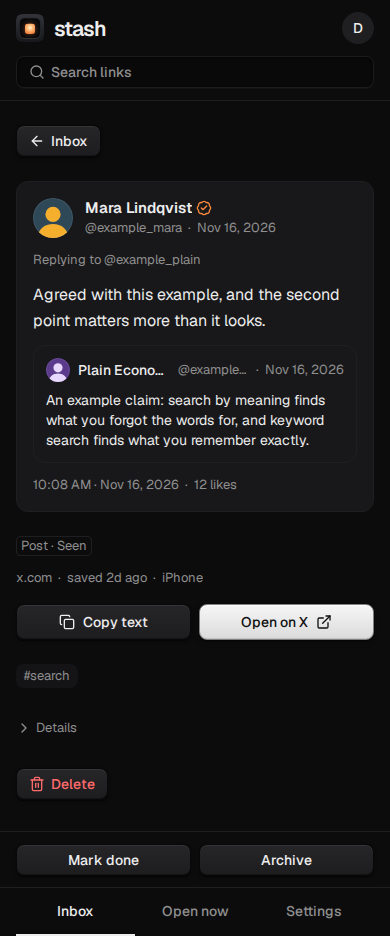 stash
D
Search links
Inbox
Mara Lindqvist
@example_mara · Nov 16, 2026
Replying to @example_plain
Agreed with this example, and the second
point matters more than it looks.
Plain Econo... @example... · Nov 16, 2026
An example claim: search by meaning finds
what you forgot the words for, and keyword
search finds what you remember exactly.
10:08 AM · Nov 16, 2026 · 12 likes
Post · Seen
x.com · saved 2d ago · iPhone
Copy text
Open on X
#search
Details
Delete
Mark done
Archive
Inbox
Open now
Settings